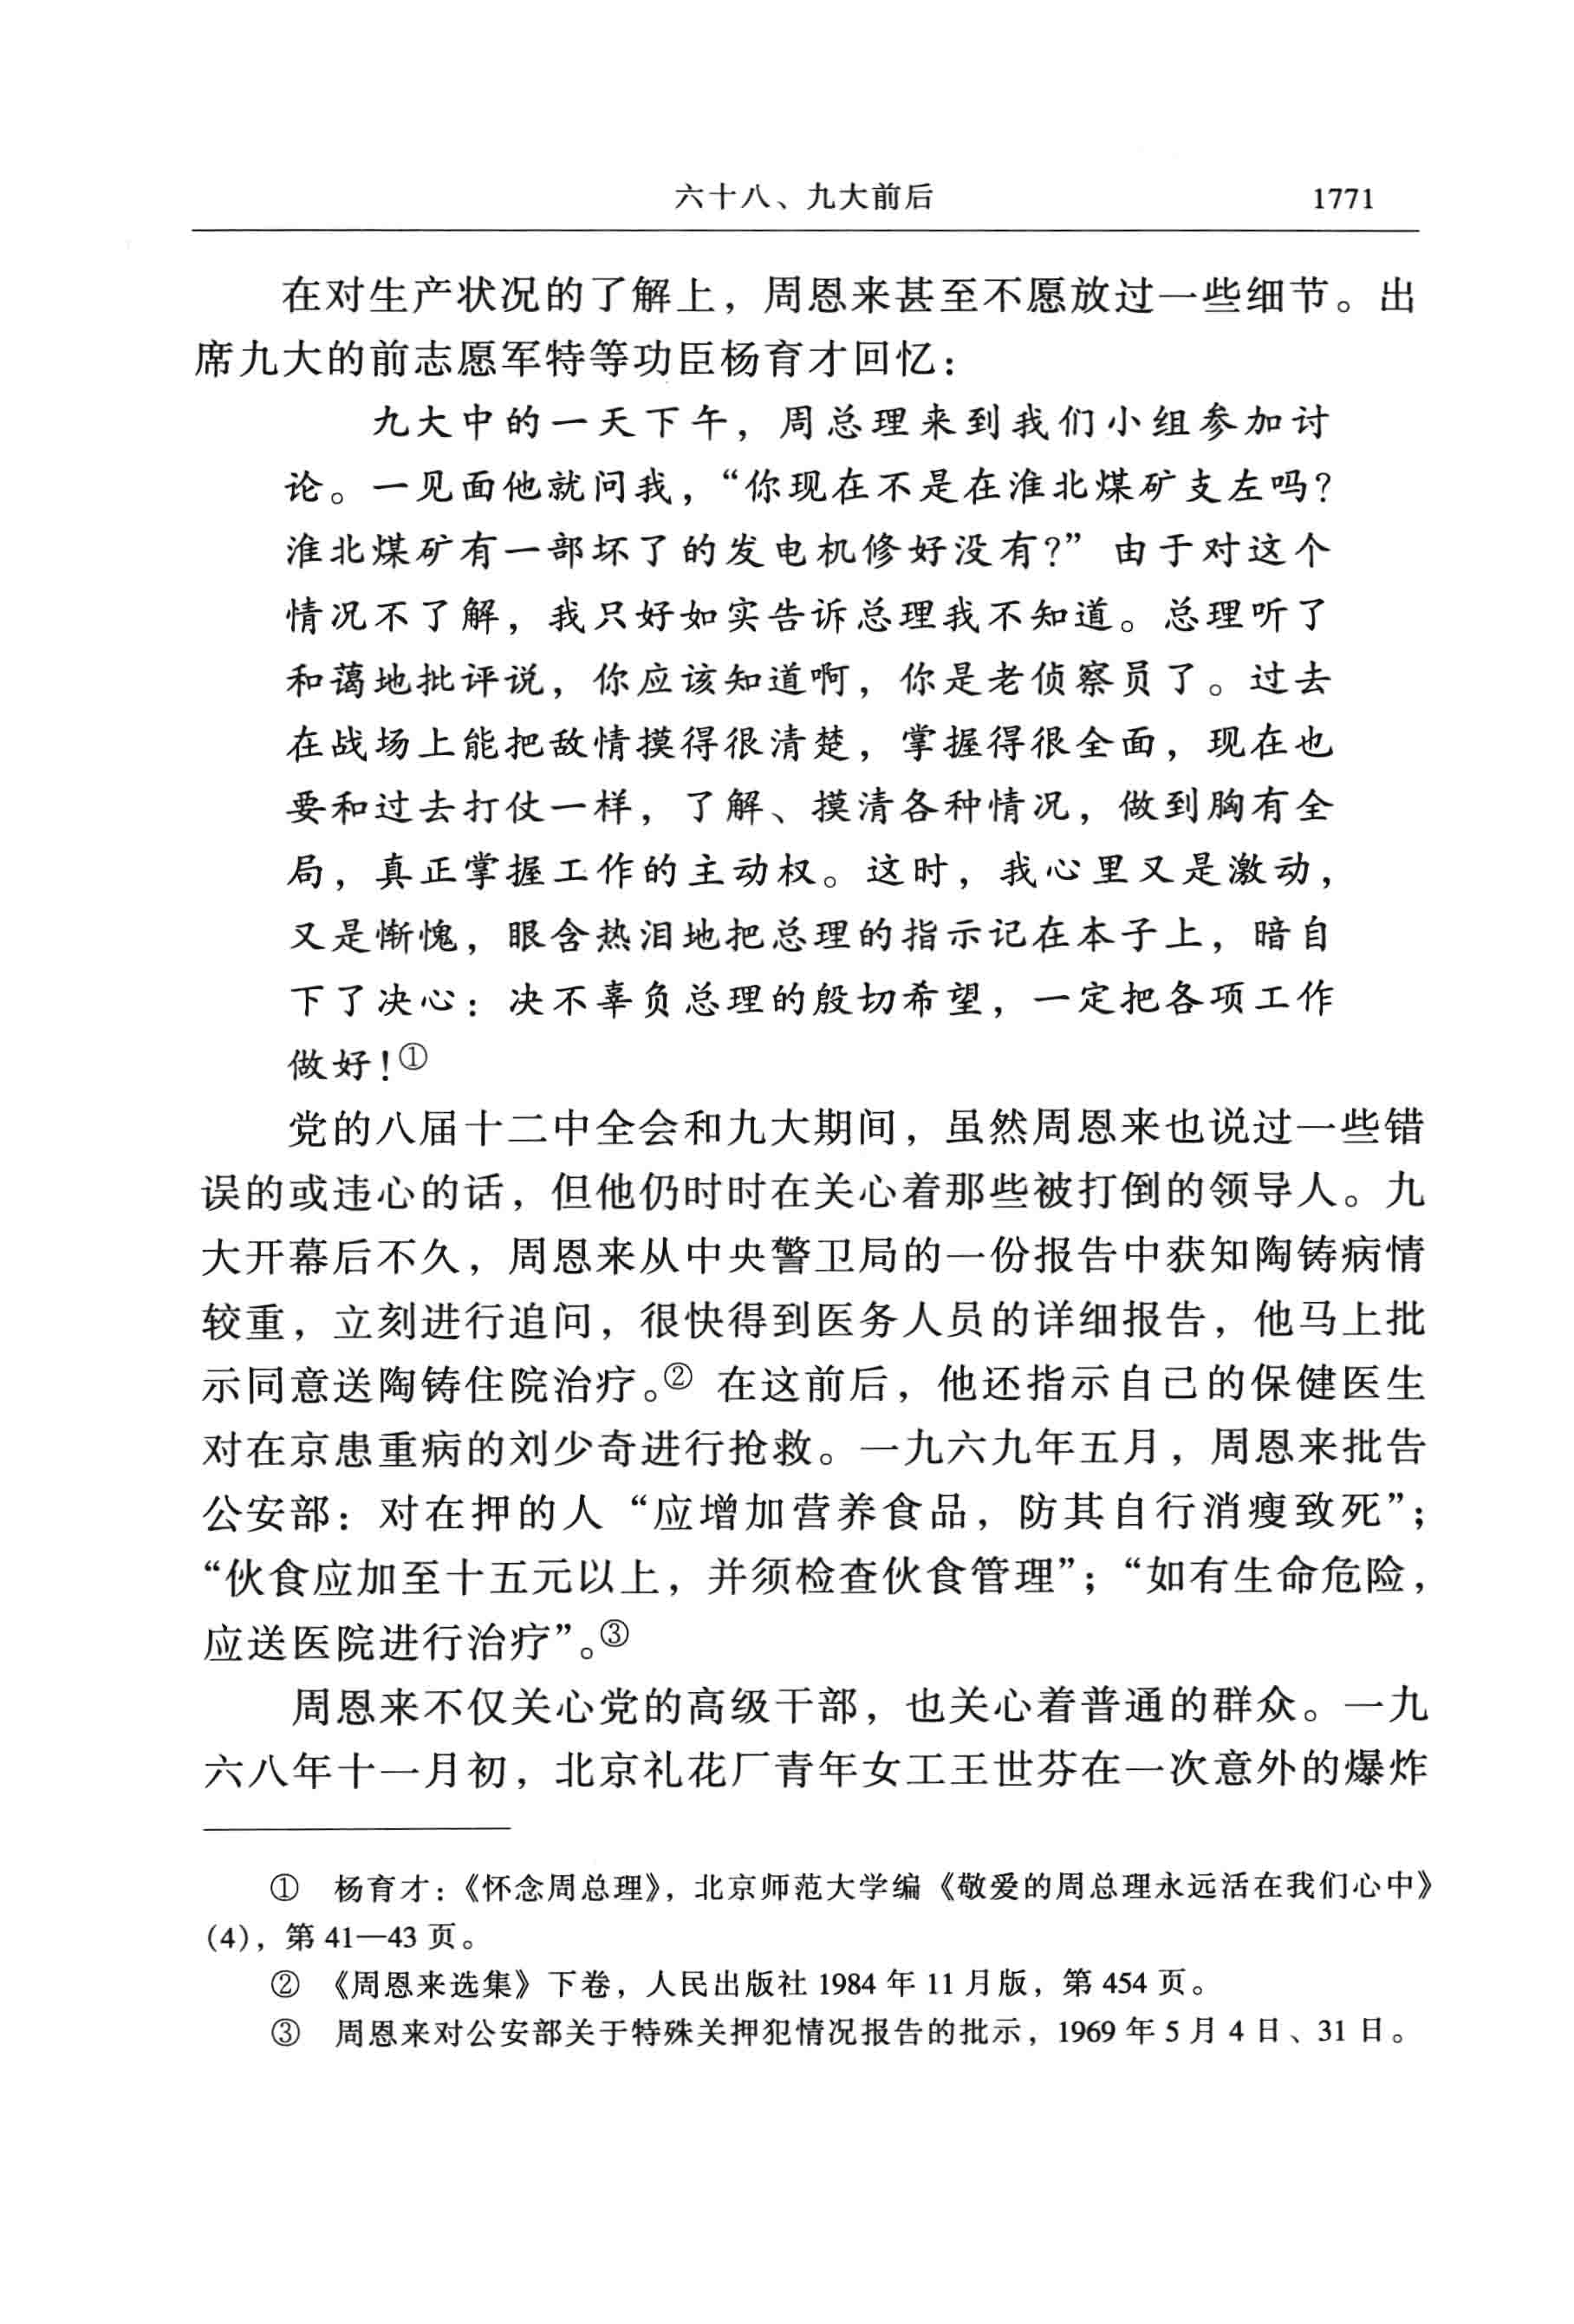 六十八、九大前后 1771
在对生产状况的了解上，周恩来甚至不愿放过一些细节。出
席九大的前志愿军特等功臣杨育才回忆：
九大中的一天下午，周总理来到我们小组参加讨
论。一见面他就问我，“你现在不是在淮北煤矿支左吗?
淮北煤矿有一部坏了的发电机修好没有?”由于对这个
情况不了解，我只好如实告诉总理我不知道。总理听了
和蔼地批评说，你应该知道啊，你是老侦察员了。过去
在战场上能把敌情摸得很清楚，掌握得很全面，现在也
要和过去打仗一样，了解、摸清各种情况，做到胸有全
局，真正掌握工作的主动权。这时，我心里又是激动，
又是惭愧，眼含热泪地把总理的指示记在本子上，暗自
下了决心：决不辜负总理的殷切希望，一定把各项工作
做好!①
党的八届十二中全会和九大期间，虽然周恩来也说过一些错
误的或违心的话，但他仍时时在关心着那些被打倒的领导人。九
大开幕后不久，周恩来从中央警卫局的一份报告中获知陶铸病情
较重，立刻进行追问，很快得到医务人员的详细报告，他马上批
示同意送陶铸住院治疗。② 在这前后，他还指示自己的保健医生
对在京患重病的刘少奇进行抢救。一九六九年五月，周恩来批告
公安部：对在押的人“应增加营养食品，防其自行消瘦致死”；
“伙食应加至十五元以上，并须检查伙食管理”；“如有生命危险，
应送医院进行治疗”。③
周恩来不仅关心党的高级干部，也关心着普通的群众。一九
六八年十一月初，北京礼花厂青年女工王世芬在一次意外的爆炸
① 杨育才：《怀念周总理》，北京师范大学编《敬爱的周总理永远活在我们心中》
(4)，第 41—43 页。
② 《周恩来选集》下卷，人民出版社 1984 年 11 月版，第 454 页。
③ 周恩来对公安部关于特殊关押犯情况报告的批示，1969 年 5 月 4 日、31 日。